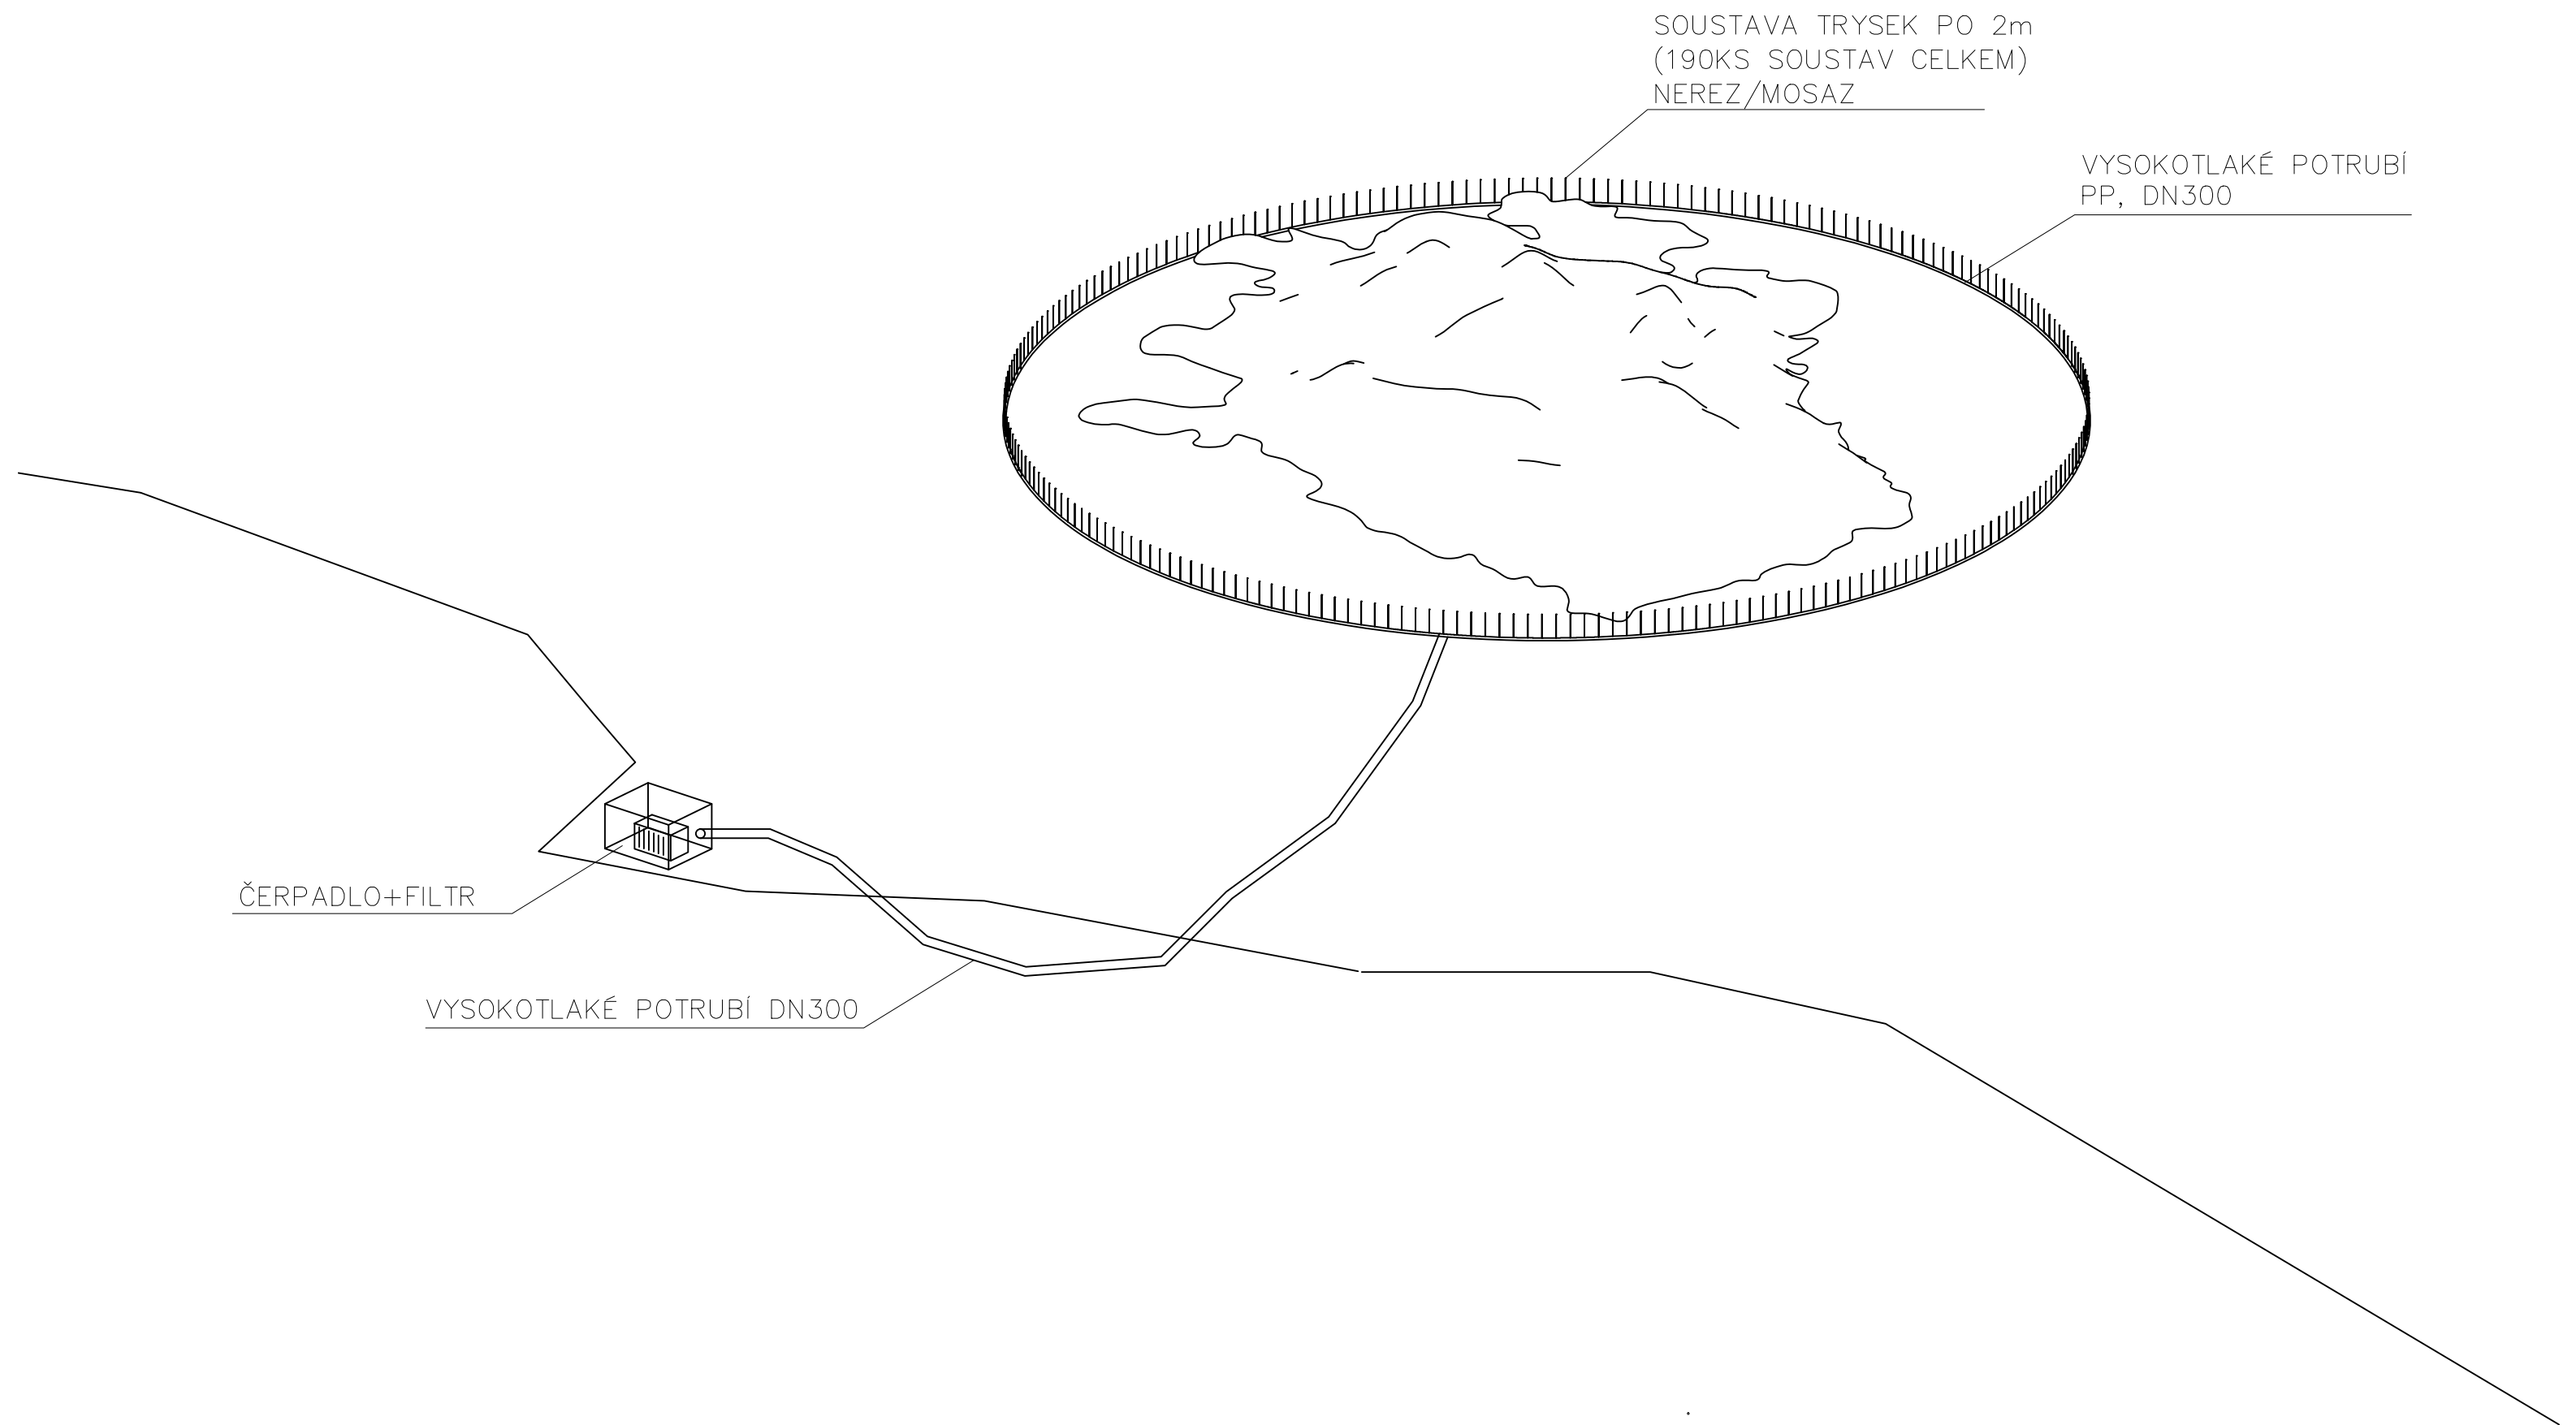 SOUSTAVA TRYSEK PO 2m
(190KS SOUSTAV CELKEM)
NEREZ/MOSAZ
VYSOKOTLAKÉ POTRUBÍ
PP, DN300
ČERPADLO+FILTR
VYSOKOTLAKÉ POTRUBÍ DN300